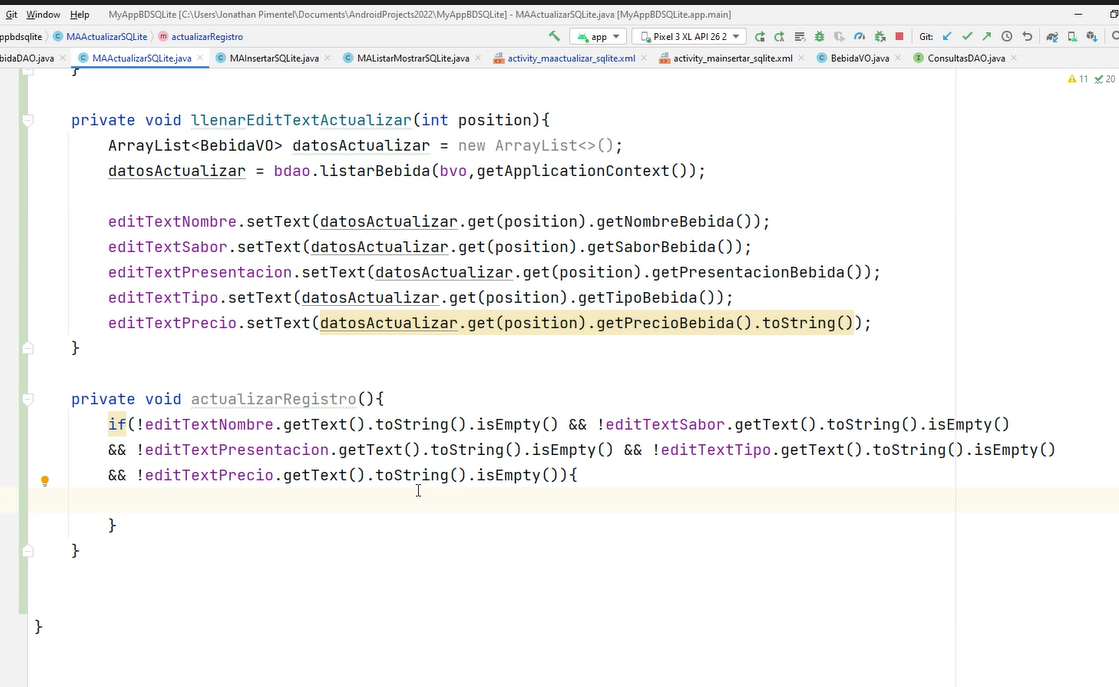 Git Window Help MyAppBDSQLite [C:\Users\Jonathan Pimentel\Documents\AndroidProjects2022\MyAppBDSQLite] - MAActualizarSQLite.java [MyAppBDSQLite.app.main]
ppbdsqlite MAActualizarSQLite actualizarRegistro app Pixel 3 XL API 26 2 Git:
bidaDAO.java MAActualizarSQLite.java MAInsertarSQLite.java MAListarMostrarSQLite.java activity_maactualizar_sqlite.xml activity_mainsertar_sqlite.xml BebidaVO.java ConsultasDAO.java
}
11 20
private void llenarEditTextActualizar(int position){
ArrayList<BebidaVO> datosActualizar = new ArrayList<>();
datosActualizar = bdao.listarBebida(bvo,getApplicationContext());
editTextNombre.setText(datosActualizar.get(position).getNombreBebida());
editTextSabor.setText(datosActualizar.get(position).getSaborBebida());
editTextPresentacion.setText(datosActualizar.get(position).getPresentacionBebida());
editTextTipo.setText(datosActualizar.get(position).getTipoBebida());
editTextPrecio.setText(datosActualizar.get(position).getPrecioBebida().toString());
}
private void actualizarRegistro(){
if(!editTextNombre.getText().toString().isEmpty() && !editTextSabor.getText().toString().isEmpty()
&& !editTextPresentacion.getText().toString().isEmpty() && !editTextTipo.getText().toString().isEmpty()
&& !editTextPrecio.getText().toString().isEmpty()){
}
}
}